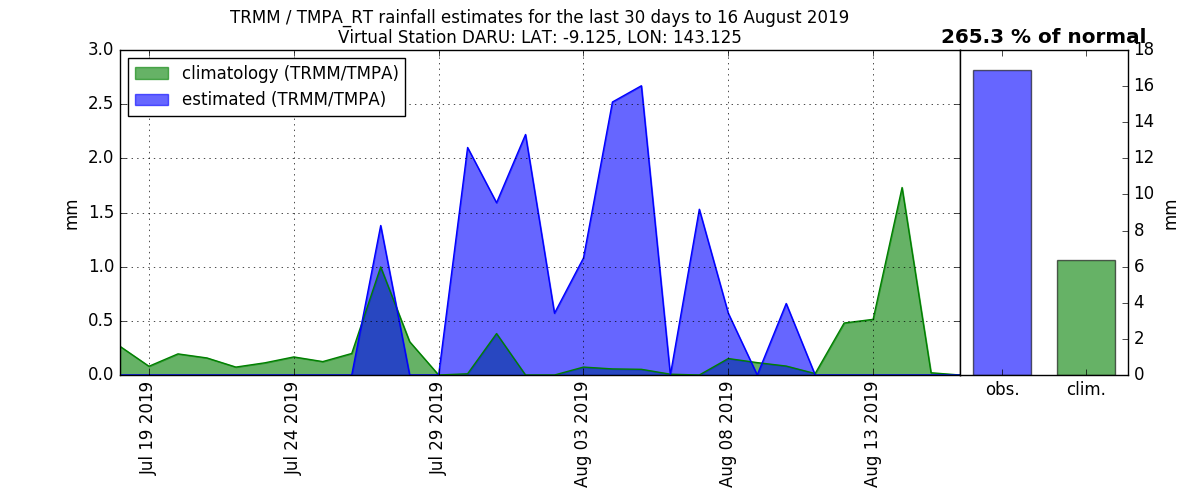 TRMM / TMPA_RT rainfall estimates for the last 30 days to 16 August 2019
Virtual Station DARU: LAT: -9.125, LON: 143.125
265.3 % of normal
climatology (TRMM/TMPA)
estimated (TRMM/TMPA)
3.0
2.5
2.0
1.5
1.0
0.5
0.0
mm
Jul 19 2019
Jul 24 2019
Jul 29 2019
Aug 03 2019
Aug 08 2019
Aug 13 2019
18
16
14
12
10
8
6
4
2
0
mm
obs.
clim.